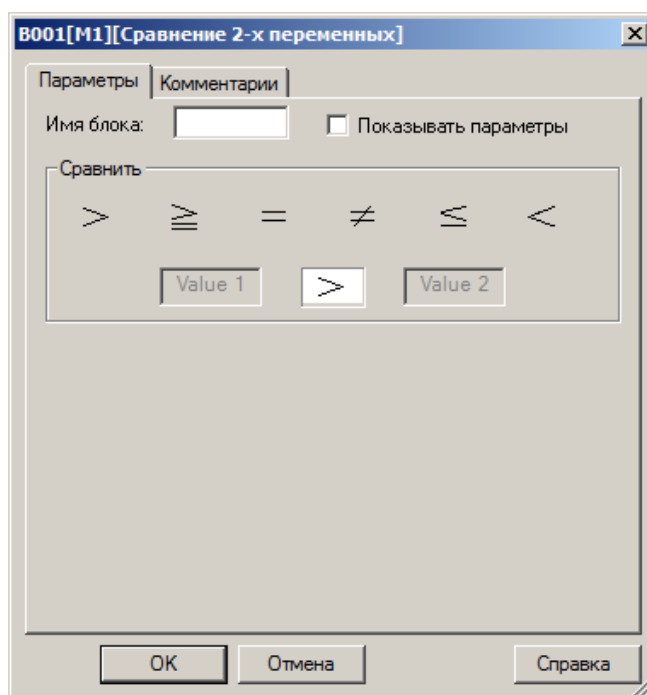 B001[M1][Сравнение 2-х переменных]
Параметры Комментарии
Имя блока: Показывать параметры
Сравнить
> ≧ = ≠ ≦ <
Value 1 > Value 2
OK Отмена Справка